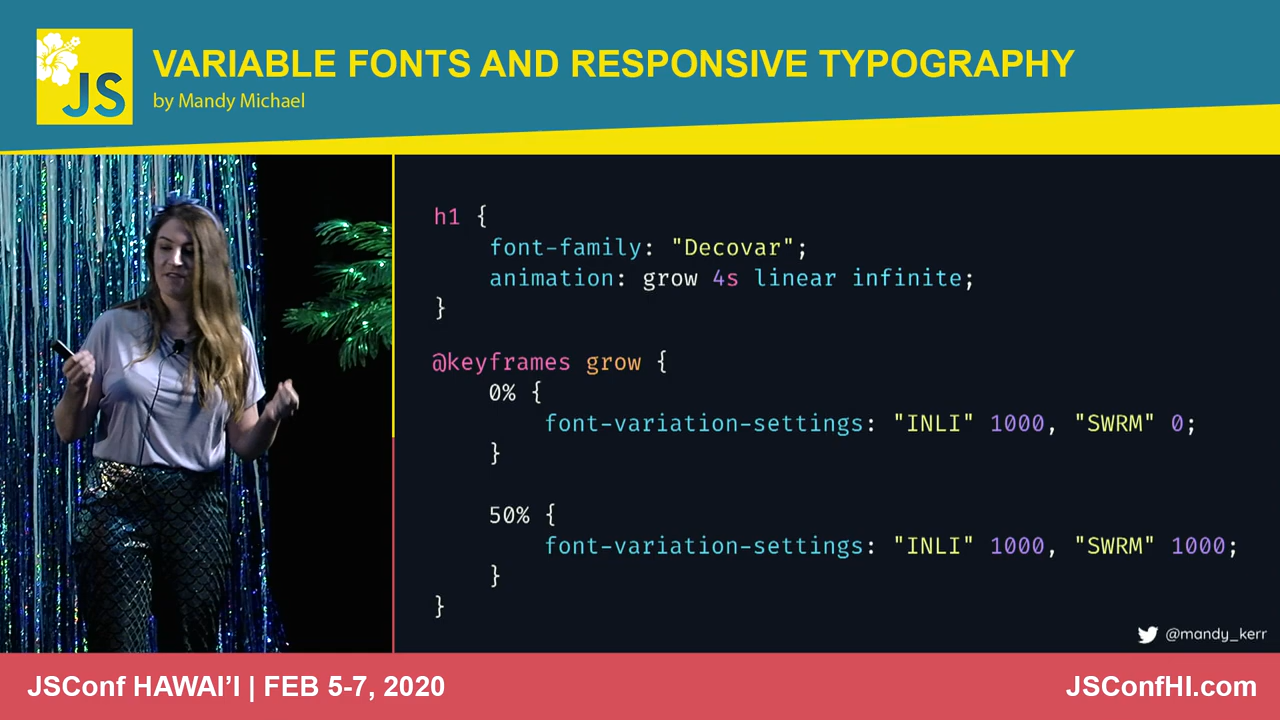 JS
VARIABLE FONTS AND RESPONSIVE TYPOGRAPHY
by Mandy Michael
h1 {
    font-family: "Decovar";
    animation: grow 4s linear infinite;
}
@keyframes grow {
    0% {
        font-variation-settings: "INLI" 1000, "SWRM" 0;
    }
    50% {
        font-variation-settings: "INLI" 1000, "SWRM" 1000;
    }
}
@mandy_kerr
JSConf HAWAI’I | FEB 5-7, 2020
JSConfHI.com